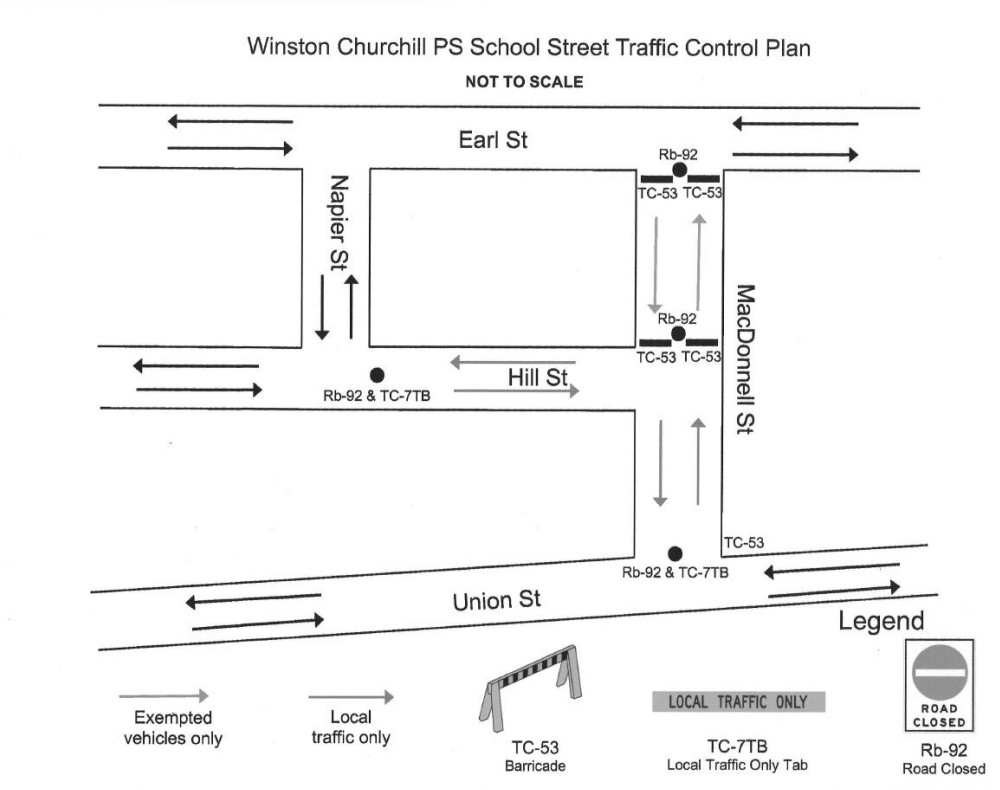 Winston Churchill PS School Street Traffic Control Plan
NOT TO SCALE
Earl St
Rb-92
TC-53 TC-53
Napier St
Rb-92
TC-53 TC-53
MacDonnell St
Hill St
Rb-92 & TC-7TB
TC-53
Rb-92 & TC-7TB
Union St
Legend
Exempted
vehicles only
Local
traffic only
TC-53
Barricade
LOCAL TRAFFIC ONLY
TC-7TB
Local Traffic Only Tab
ROAD
CLOSED
Rb-92
Road Closed